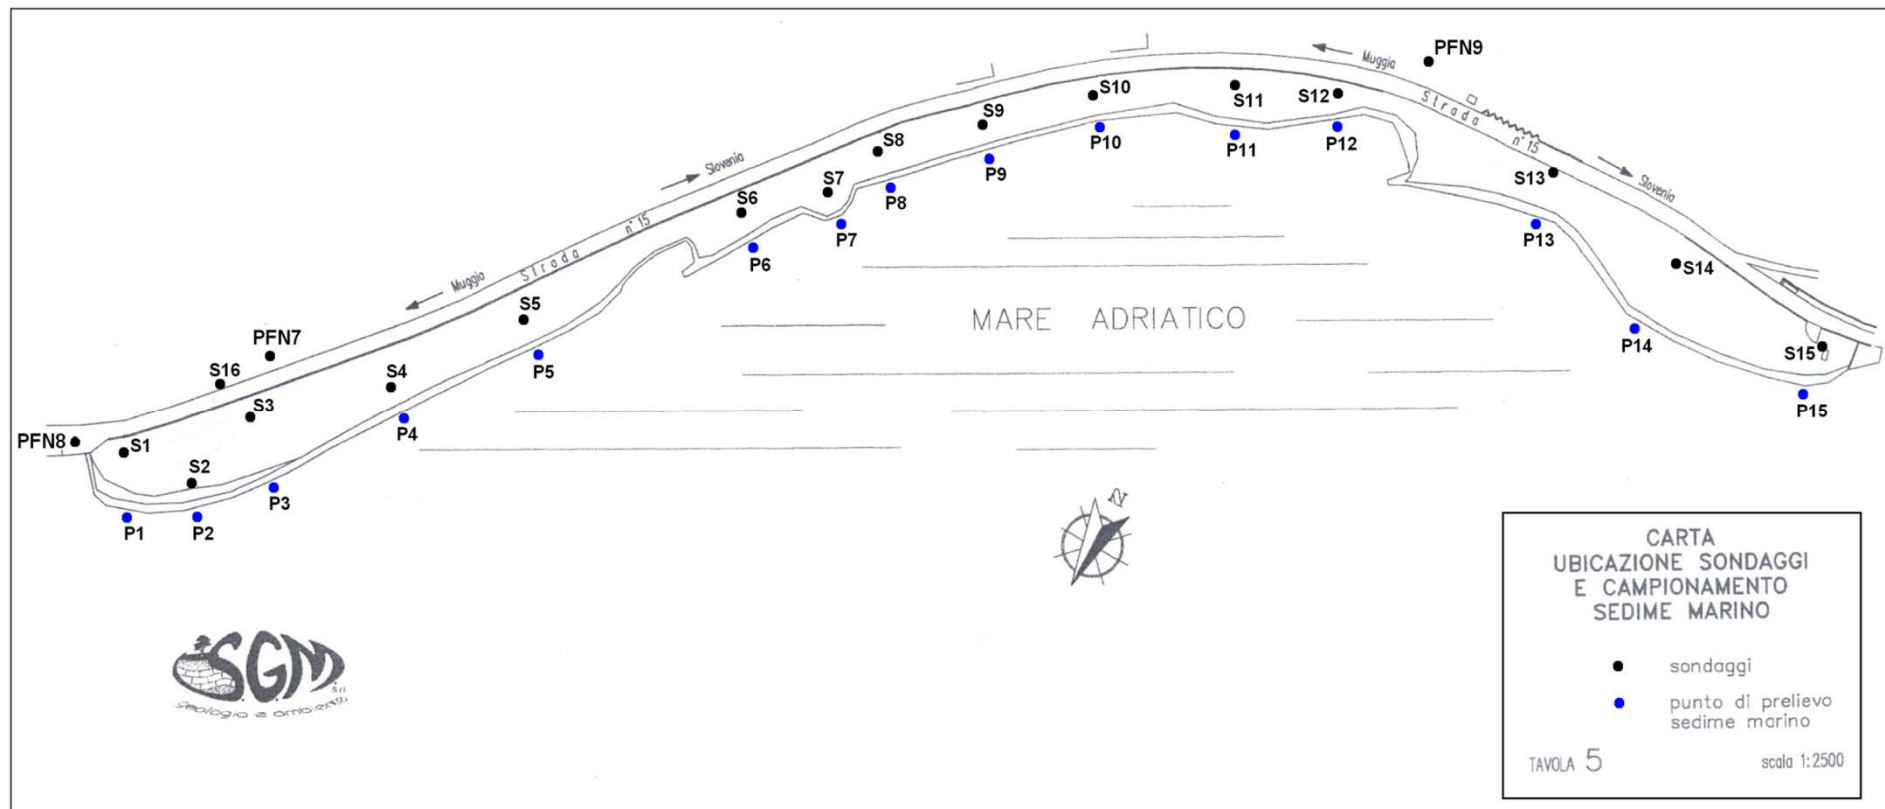 PFN9
Muggia
S10
S11
S12
Strada
n° 15
S9
P10
P11
P12
S8
P9
Slovenia
S13
Slovenia
S7
P8
S6
P7
P13
n° 15
P6
S14
Strada
Muggia
S5
MARE ADRIATICO
P14
S15
PFN7
P5
S16
S4
P15
S3
P4
PFN8
S1
S2
P3
P1
P2
N
CARTA
UBICAZIONE SONDAGGI
E CAMPIONAMENTO
SEDIME MARINO
sondaggi
punto di prelievo
sedime marino
TAVOLA 5
scala 1:2500
S.G.M.
S.r.l.
geologia e ambiente